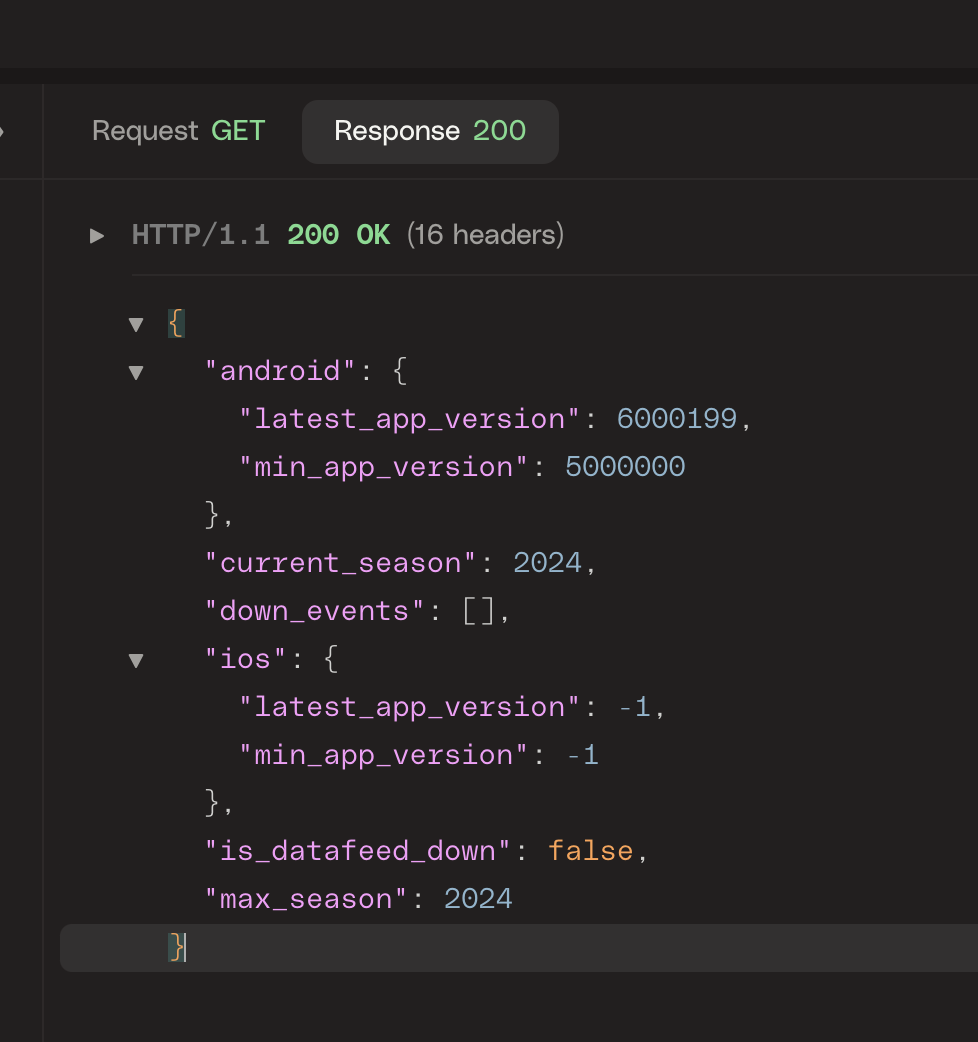 Request GET Response 200
HTTP/1.1 200 OK (16 headers)
{
"android": {
"latest_app_version": 6000199,
"min_app_version": 5000000
},
"current_season": 2024,
"down_events": [],
"ios": {
"latest_app_version": -1,
"min_app_version": -1
},
"is_datafeed_down": false,
"max_season": 2024
}